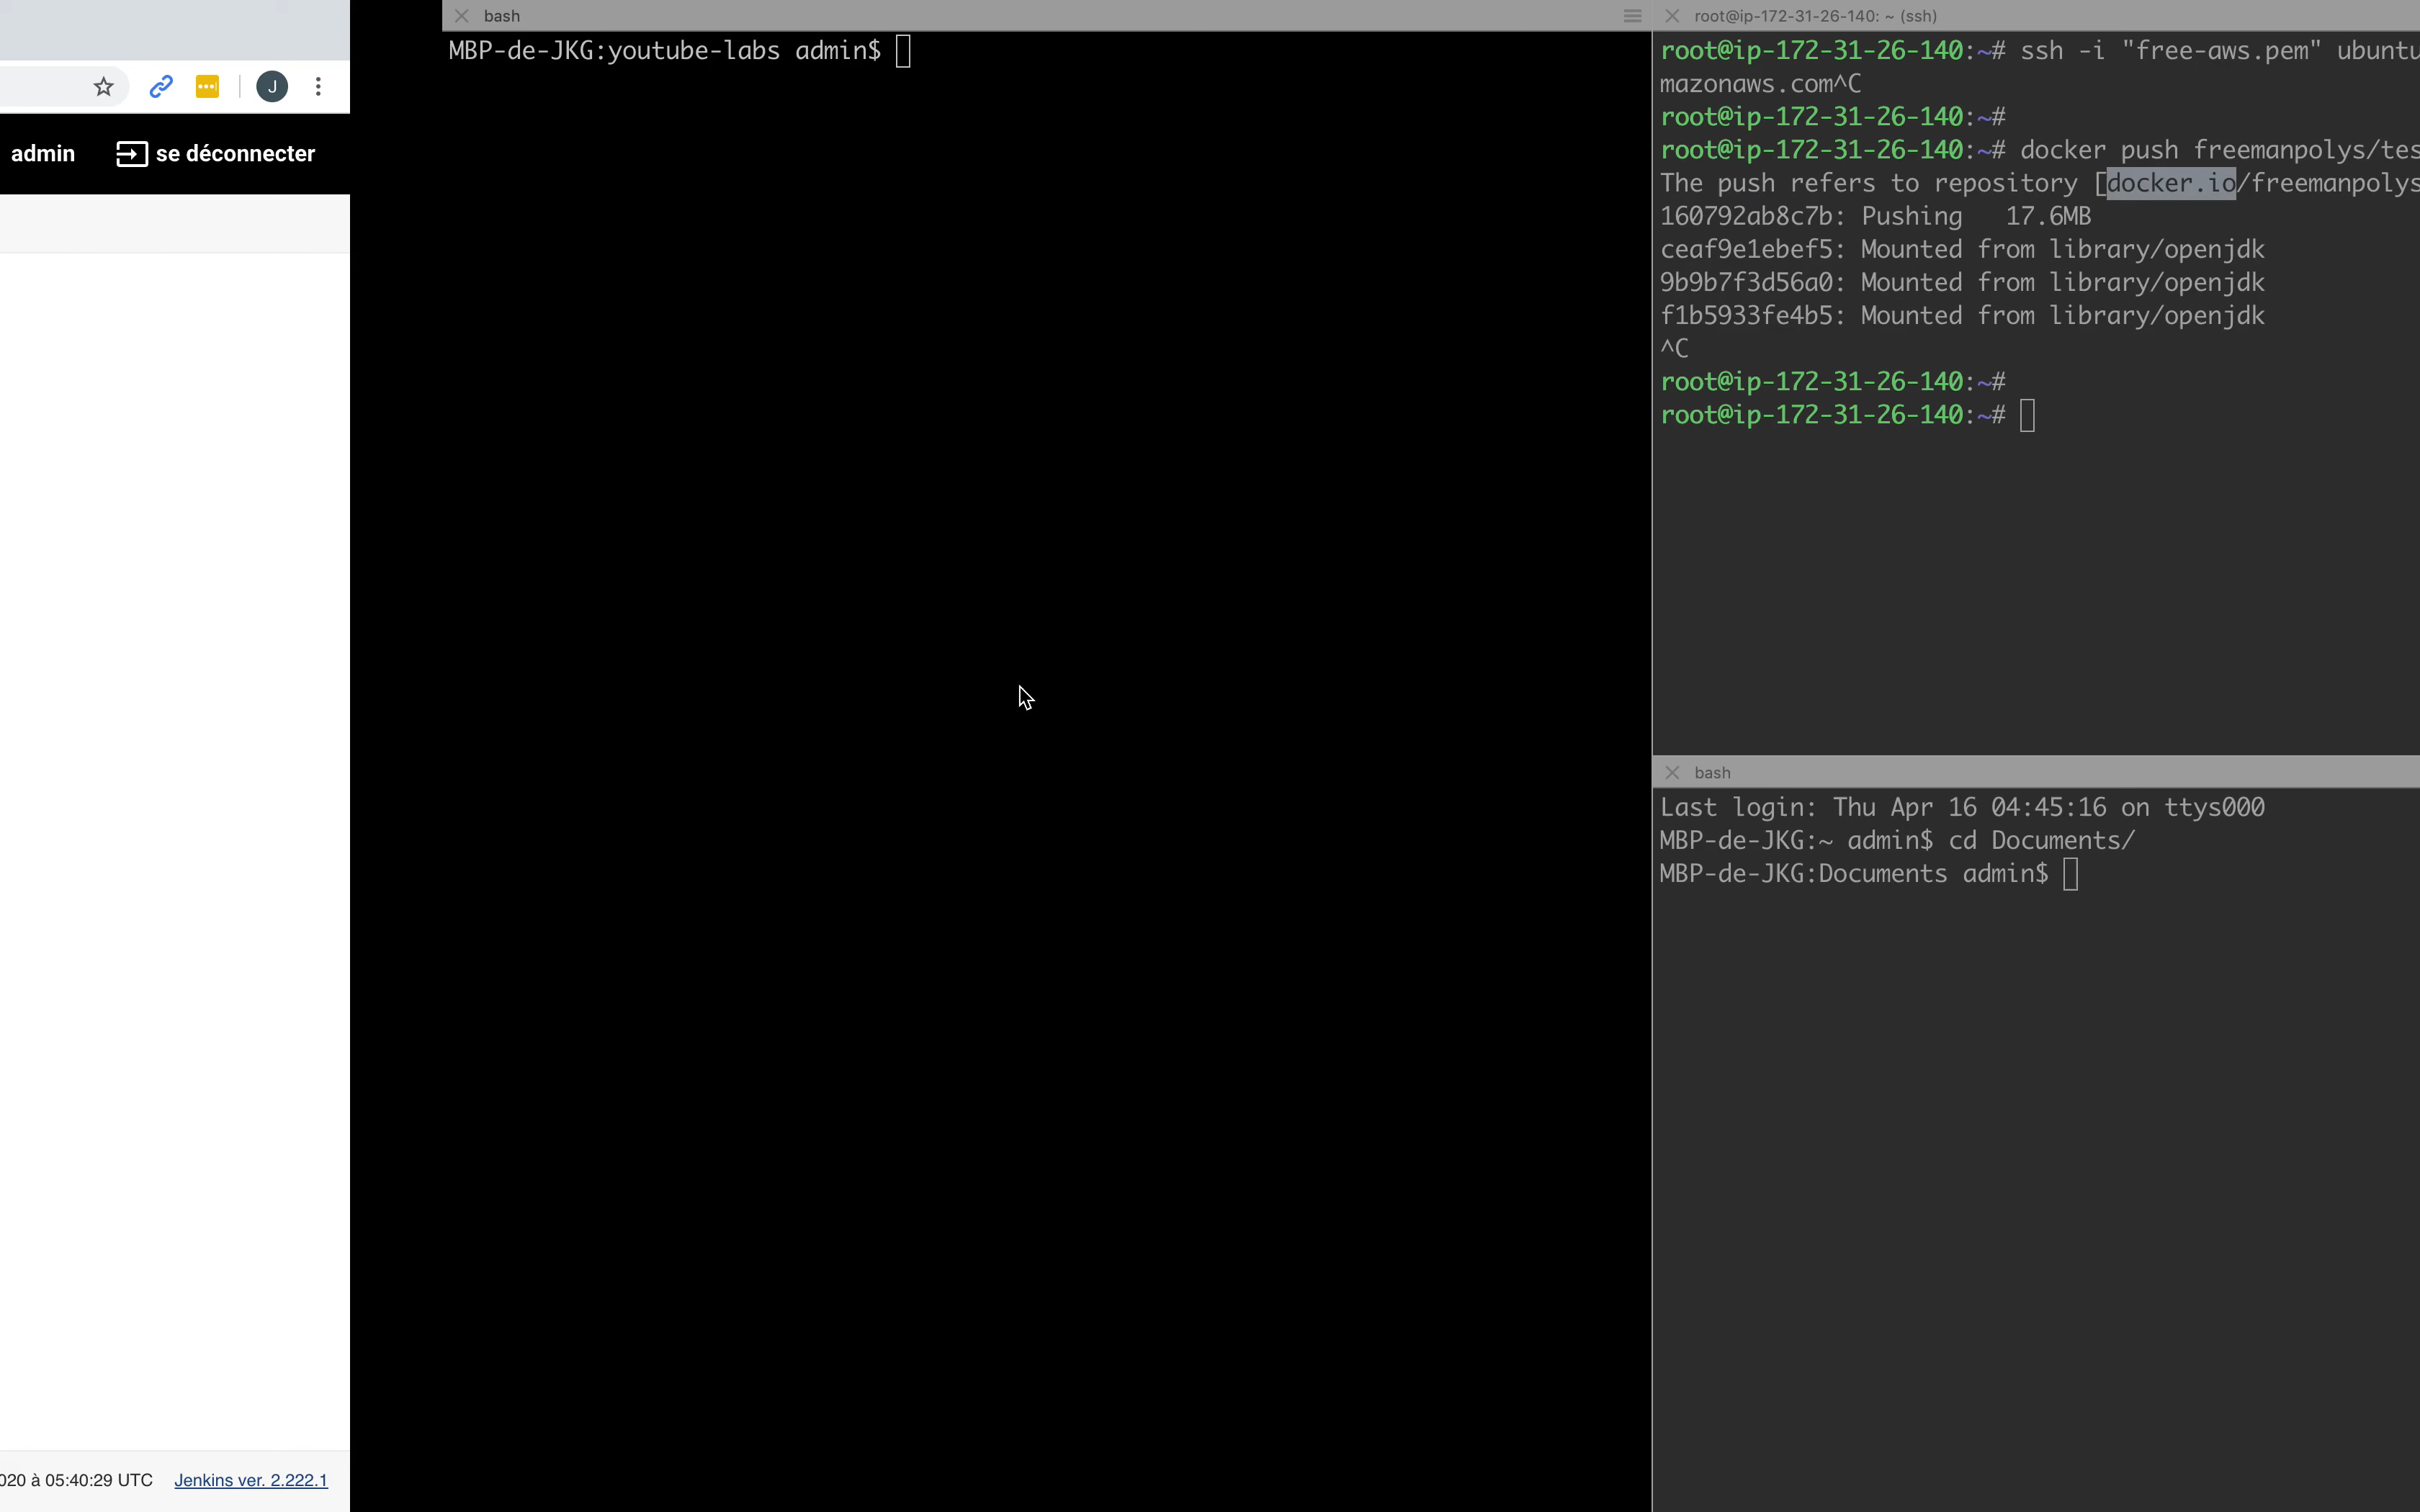 admin se déconnecter
020 à 05:40:29 UTC Jenkins ver. 2.222.1
J
bash
MBP-de-JKG:youtube-labs admin$
root@ip-172-31-26-140: ~ (ssh)
root@ip-172-31-26-140:~# ssh -i "free-aws.pem" ubuntu
mazonaws.com^C
root@ip-172-31-26-140:~#
root@ip-172-31-26-140:~# docker push freemanpolys/tes
The push refers to repository [docker.io/freemanpolys
160792ab8c7b: Pushing 17.6MB
ceaf9e1ebef5: Mounted from library/openjdk
9b9b7f3d56a0: Mounted from library/openjdk
f1b5933fe4b5: Mounted from library/openjdk
^C
root@ip-172-31-26-140:~#
root@ip-172-31-26-140:~#
bash
Last login: Thu Apr 16 04:45:16 on ttys000
MBP-de-JKG:~ admin$ cd Documents/
MBP-de-JKG:Documents admin$